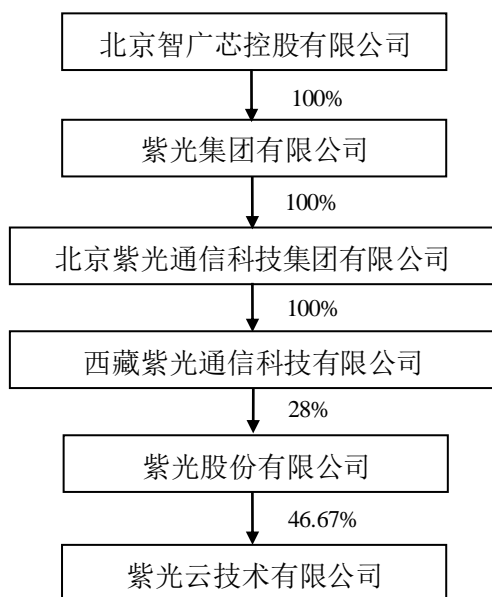 北京智广芯控股有限公司
100%
紫光集团有限公司
100%
北京紫光通信科技集团有限公司
100%
西藏紫光通信科技有限公司
28%
紫光股份有限公司
46.67%
紫光云技术有限公司